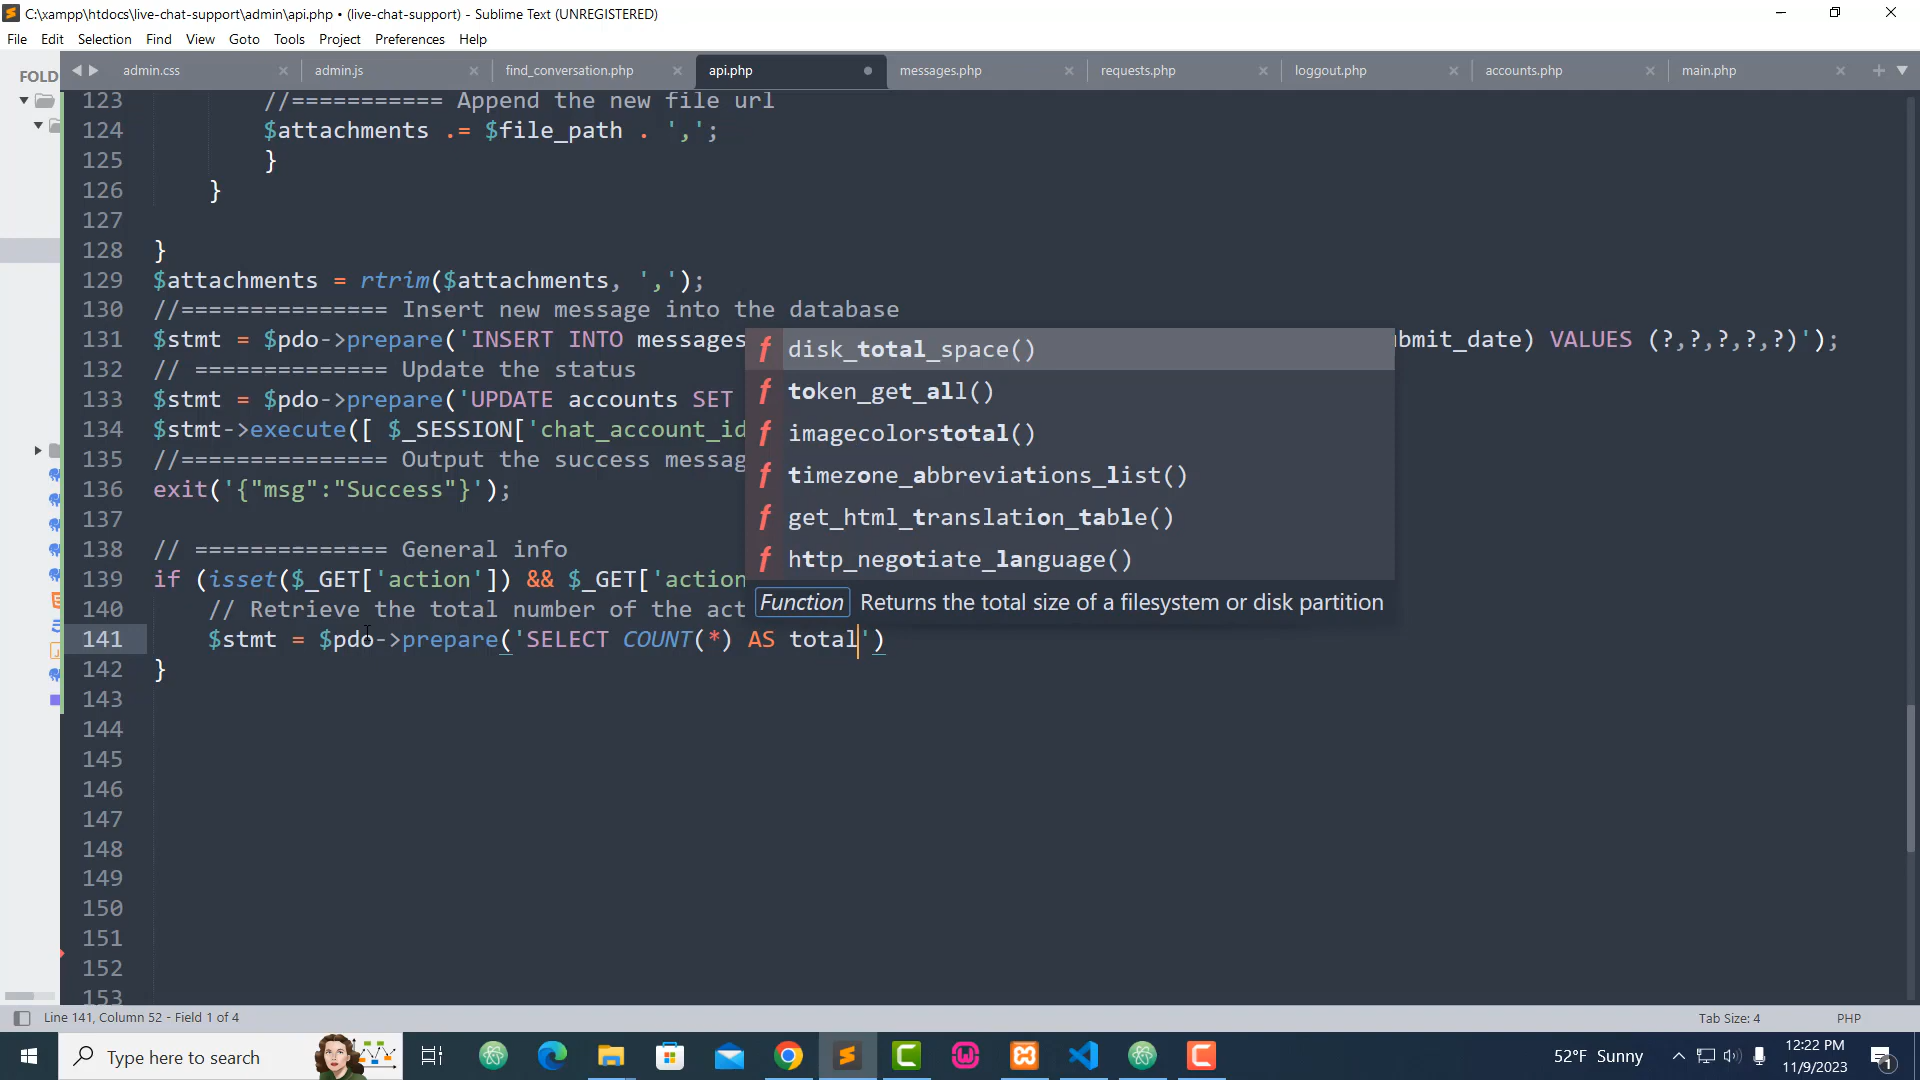 C:\xampp\htdocs\live-chat-support\admin\api.php • (live-chat-support) - Sublime Text (UNREGISTERED)
File Edit Selection Find View Goto Tools Project Preferences Help
FOLD
admin.css admin.js find_conversation.php api.php messages.php requests.php loggout.php accounts.php main.php
123 //=========== Append the new file url
124 $attachments .= $file_path . ',';
125 }
126 }
127
128 }
129 $attachments = rtrim($attachments, ',');
130 //=============== Insert new message into the database
131 $stmt = $pdo->prepare('INSERT INTO messages bmit_date) VALUES (?,?,?,?,?)');
132 // ============== Update the status
133 $stmt = $pdo->prepare('UPDATE accounts SET
134 $stmt->execute([ $_SESSION['chat_account_id
135 //=============== Output the success messag
136 exit('{"msg":"Success"}');
137
138 // ============== General info
139 if (isset($_GET['action']) && $_GET['action
140 // Retrieve the total number of the act
141 $stmt = $pdo->prepare('SELECT COUNT(*) AS total')
142 }
143
144
145
146
147
148
149
150
151
152
153
f disk_total_space()
f token_get_all()
f imagecolorstotal()
f timezone_abbreviations_list()
f get_html_translation_table()
f http_negotiate_language()
Function Returns the total size of a filesystem or disk partition
Line 141, Column 52 - Field 1 of 4 Tab Size: 4 PHP
Type here to search
52°F Sunny
12:22 PM
11/9/2023
1